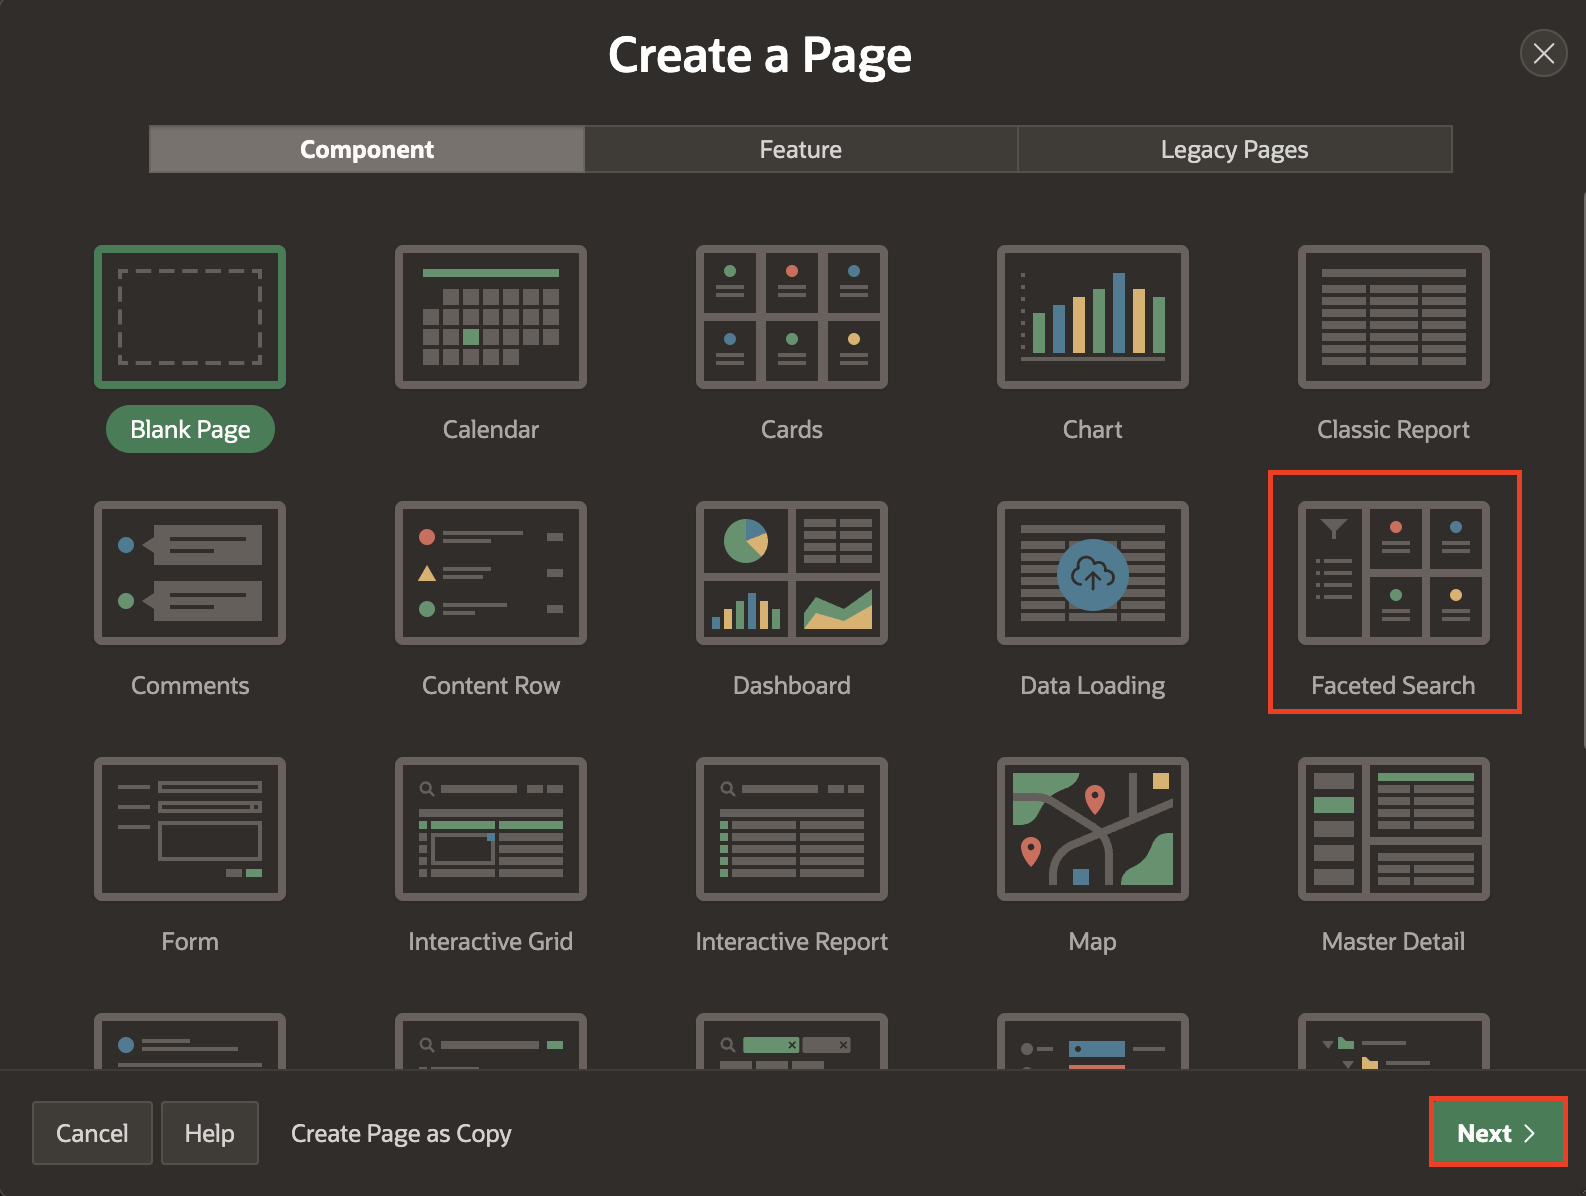 Create a Page
Component
Feature
Legacy Pages
Blank Page
Calendar
Cards
Chart
Classic Report
Comments
Content Row
Dashboard
Data Loading
Faceted Search
Form
Interactive Grid
Interactive Report
Map
Master Detail
Cancel
Help
Create Page as Copy
Next